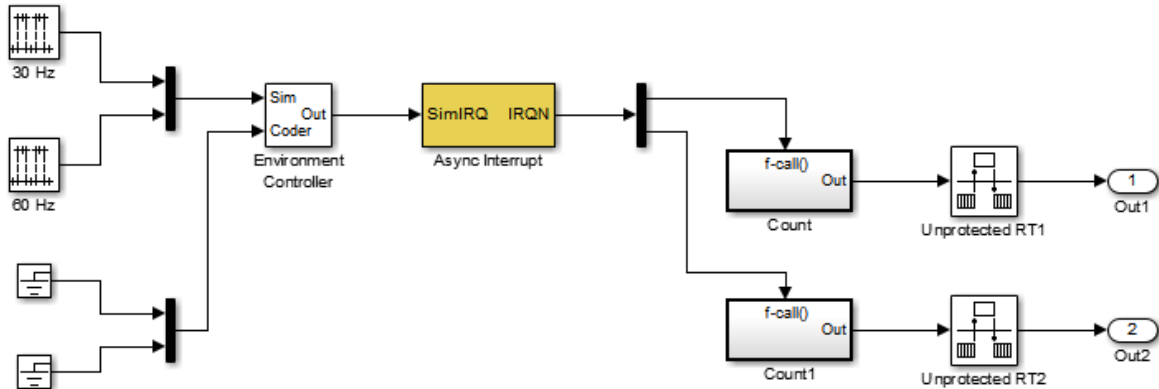 30 Hz
60 Hz
Sim
Out
Coder
Environment
Controller
SimIRQ IRQN
Async Interrupt
f-call()
Out
Count
Unprotected RT1
1
Out1
f-call()
Out
Count1
Unprotected RT2
2
Out2